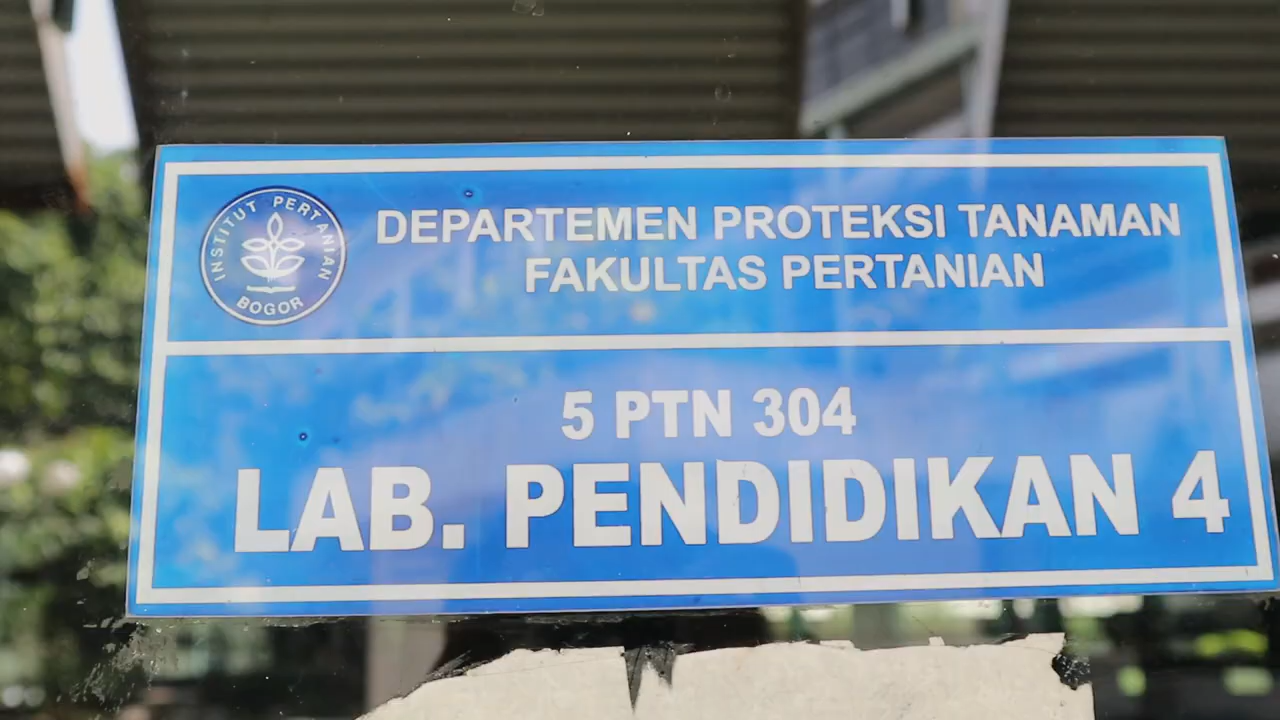 INSTITUT PERTANIAN
BOGOR
DEPARTEMEN PROTEKSI TANAMAN
FAKULTAS PERTANIAN
5 PTN 304
LAB. PENDIDIKAN 4